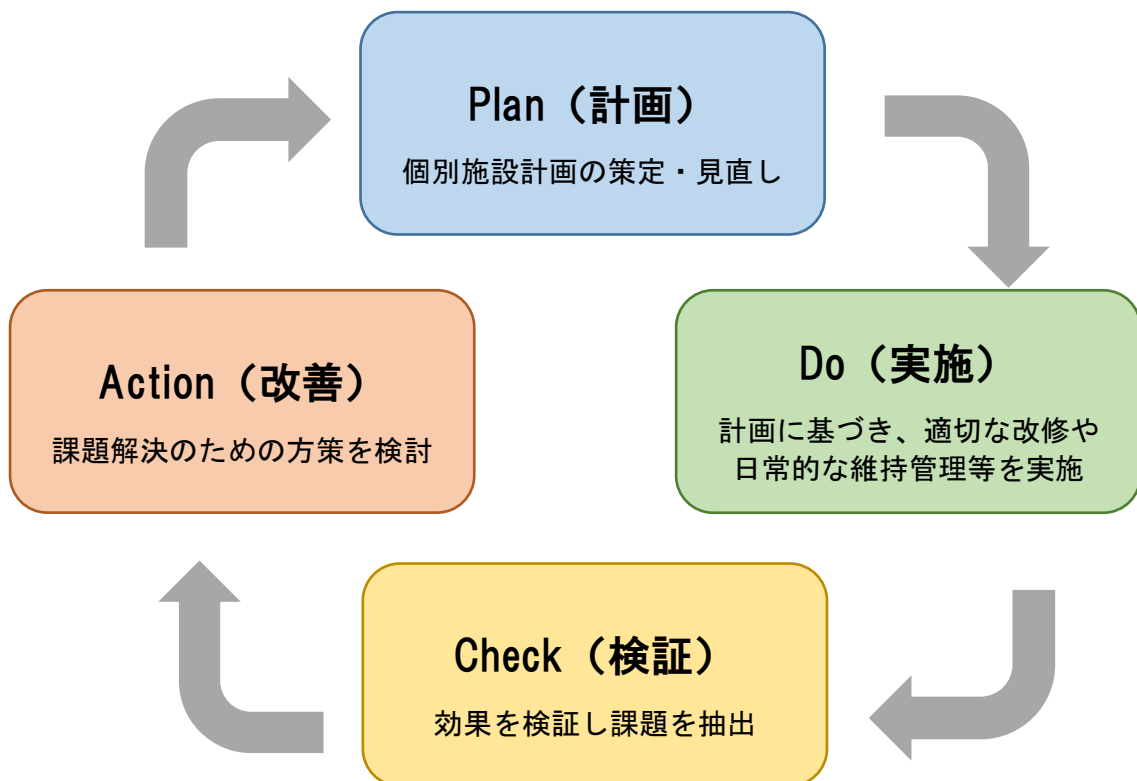 Plan（計画）
個別施設計画の策定・見直し
Do（実施）
計画に基づき、適切な改修や
日常的な維持管理等を実施
Check（検証）
効果を検証し課題を抽出
Action（改善）
課題解決のための方策を検討